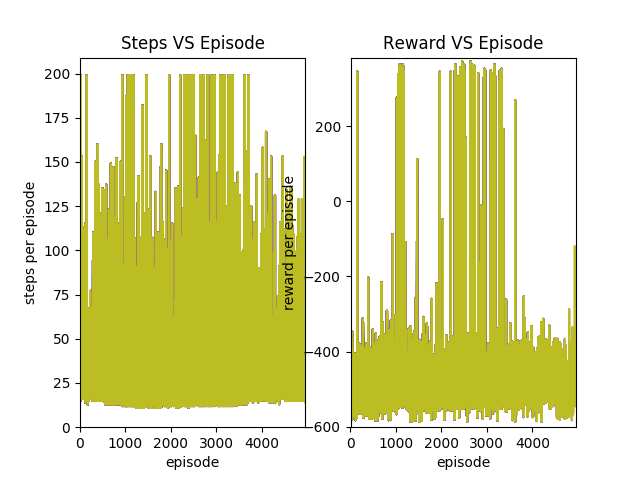 Steps VS Episode
200
175
150
125
100
75
50
25
0
steps per episode
0 1000 2000 3000 4000
episode
Reward VS Episode
200
0
−200
−400
−600
reward per episode
0 1000 2000 3000 4000
episode